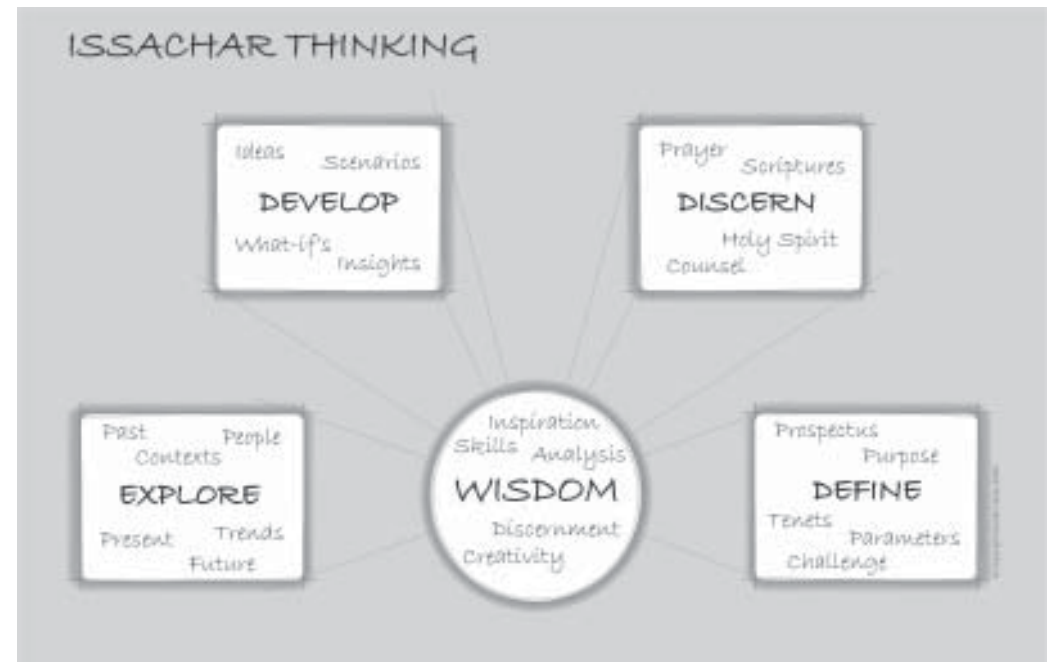 ISSACHAR THINKING
Ideas
Scenarios
DEVELOP
What-if's
Insights
Prayer
Scriptures
DISCERN
Holy Spirit
Counsel
Past
People
Contexts
EXPLORE
Present
Trends
Future
Inspiration
Skills
Analysis
WISDOM
Discernment
Creativity
Prospectus
Purpose
DEFINE
Tenets
Parameters
Challenge